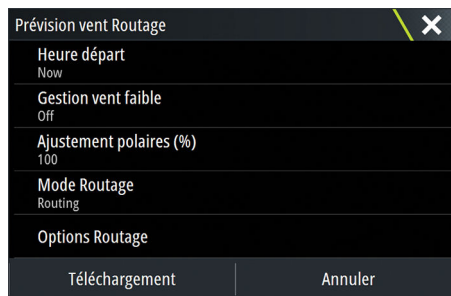 Prévision vent Routage
Heure départ
Now
Gestion vent faible
Off
Ajustement polaires (%)
100
Mode Routage
Routing
Options Routage
Téléchargement
Annuler